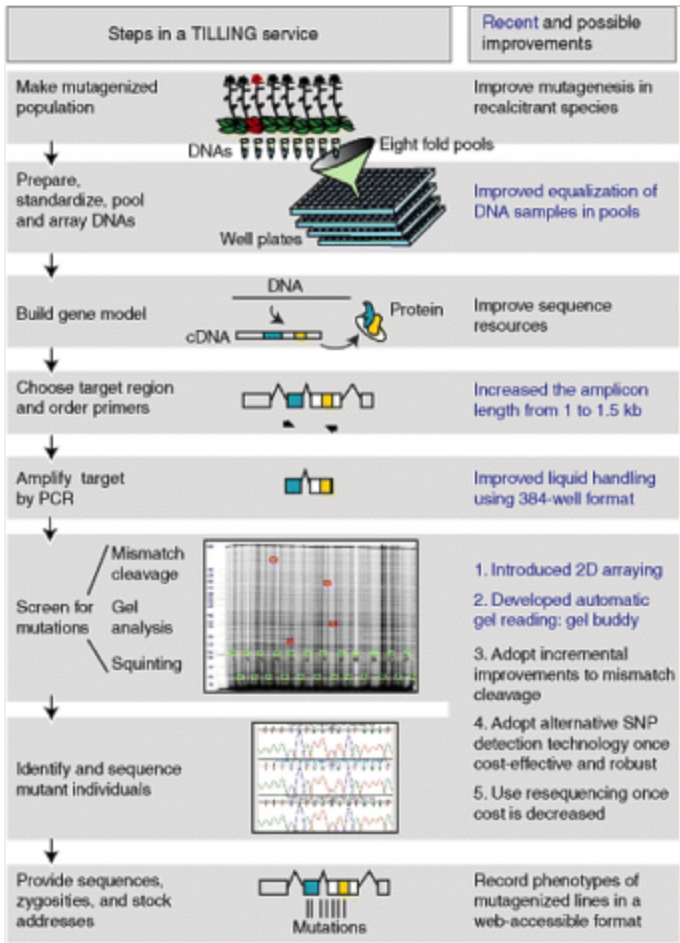 Steps in a TILLING service
Recent and possible
improvements
Make mutagenized
population
DNAs
Eight fold pools
Improve mutagenesis in
recalcitrant species
Prepare,
standardize, pool
and array DNAs
Well plates
Improved equalization of
DNA samples in pools
Build gene model
DNA
cDNA
Protein
Improve sequence
resources
Choose target region
and order primers
Increased the amplicon
length from 1 to 1.5 kb
Amplify target
by PCR
Improved liquid handling
using 384-well format
Screen for
mutations
Mismatch
cleavage
Gel
analysis
Squinting
1. Introduced 2D arraying
2. Developed automatic
gel reading: gel buddy
3. Adopt incremental
improvements to mismatch
cleavage
4. Adopt alternative SNP
detection technology once
cost-effective and robust
5. Use resequencing once
cost is decreased
Identify and sequence
mutant individuals
Provide sequences,
zygosities, and stock
addresses
Mutations
Record phenotypes of
mutagenized lines in a
web-accessible format